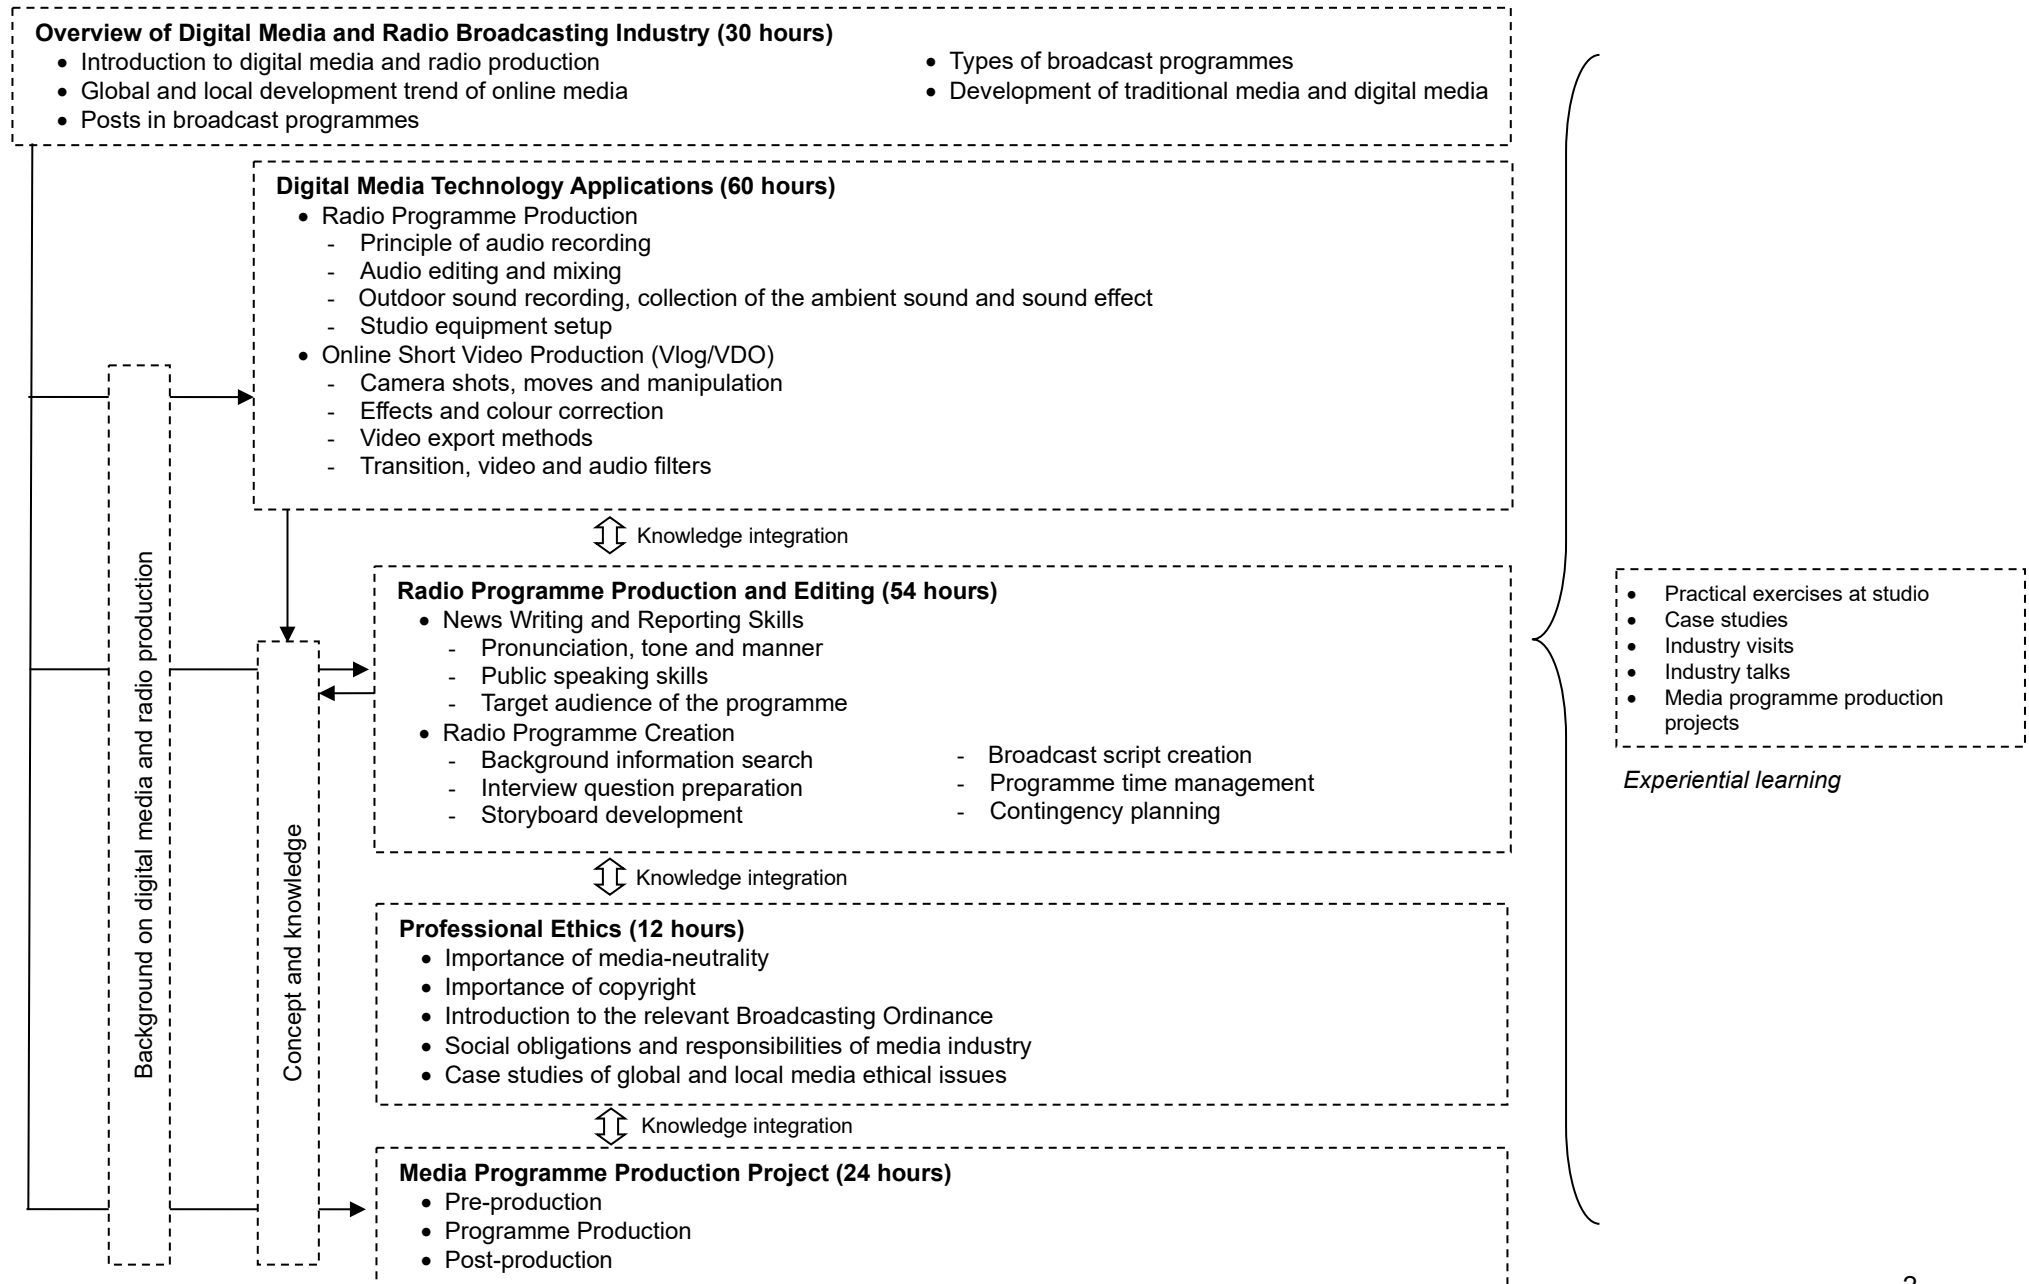 Overview of Digital Media and Radio Broadcasting Industry (30 hours)
• Introduction to digital media and radio production
• Global and local development trend of online media
• Posts in broadcast programmes
• Types of broadcast programmes
• Development of traditional media and digital media
Digital Media Technology Applications (60 hours)
• Radio Programme Production
- Principle of audio recording
- Audio editing and mixing
- Outdoor sound recording, collection of the ambient sound and sound effect
- Studio equipment setup
• Online Short Video Production (Vlog/VDO)
- Camera shots, moves and manipulation
- Effects and colour correction
- Video export methods
- Transition, video and audio filters
Knowledge integration
Background on digital media and radio production
Concept and knowledge
Radio Programme Production and Editing (54 hours)
• News Writing and Reporting Skills
- Pronunciation, tone and manner
- Public speaking skills
- Target audience of the programme
• Radio Programme Creation
- Background information search
- Interview question preparation
- Storyboard development
- Broadcast script creation
- Programme time management
- Contingency planning
Knowledge integration
Professional Ethics (12 hours)
• Importance of media-neutrality
• Importance of copyright
• Introduction to the relevant Broadcasting Ordinance
• Social obligations and responsibilities of media industry
• Case studies of global and local media ethical issues
Knowledge integration
Media Programme Production Project (24 hours)
• Pre-production
• Programme Production
• Post-production
• Practical exercises at studio
• Case studies
• Industry visits
• Industry talks
• Media programme production
projects
Experiential learning